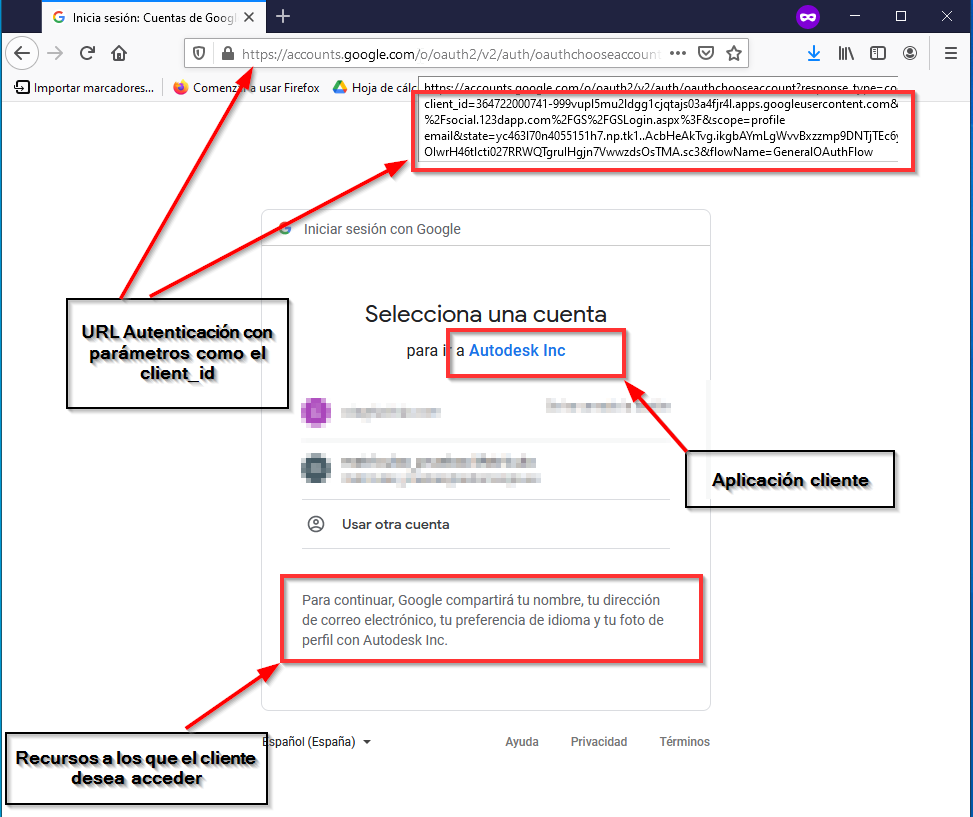 Inicia sesión: Cuentas de Googl
https://accounts.google.com/o/oauth2/v2/auth/oauthchooseaccount
Importar marcadores...
Comenzar a usar Firefox
Hoja de cálc
https://accounts.google.com/o/oauth2/v2/auth/oauthchooseaccount?response_type=co
client_id=364722000741-999vupl5mu2ldgg1cjqtajs03a4fjr4l.apps.googleusercontent.com&
%2Fsocial.123dapp.com%2FGS%2FGSLogin.aspx%3F&scope=profile
email&state=yc463l70n4055151h7.np.tk1..AcbHeAkTvg.ikgbAYmLgWvvBxzzmp9DNTjTEc6y
OlwrH46tlcti027RRWQTgrulHgjn7VwwzdsOsTMA.sc3&flowName=GeneralOAuthFlow
Iniciar sesión con Google
Selecciona una cuenta
para ir a Autodesk Inc
URL Autenticación con
parámetros como el
client_id
Aplicación cliente
Usar otra cuenta
Para continuar, Google compartirá tu nombre, tu dirección
de correo electrónico, tu preferencia de idioma y tu foto de
perfil con Autodesk Inc.
Recursos a los que el cliente
desea acceder
Español (España)
Ayuda
Privacidad
Términos